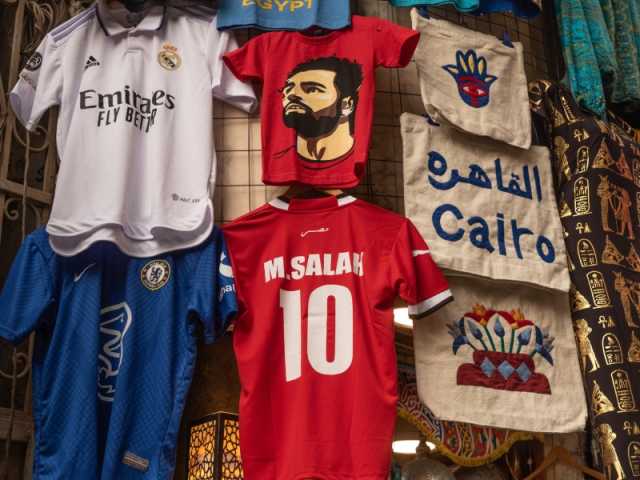 EGYPT
Emirates
FLY BETTER
M.SALAH
10
القاهرة
Cairo